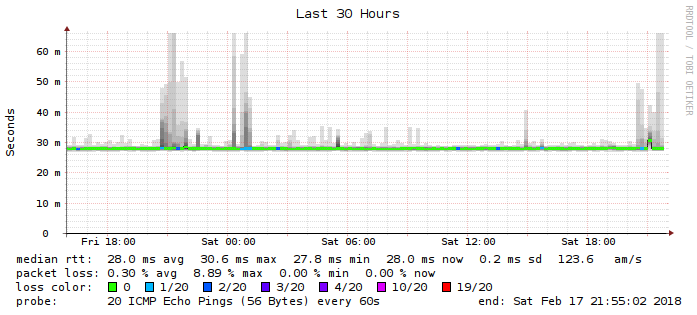 Last 30 Hours
RRDTOOL / TOBI OETIKER
Seconds
60 m
50 m
40 m
30 m
20 m
10 m
0
Fri 18:00 Sat 00:00 Sat 06:00 Sat 12:00 Sat 18:00
median rtt: 28.0 ms avg 30.6 ms max 27.8 ms min 28.0 ms now 0.2 ms sd 123.6 am/s
packet loss: 0.30 % avg 8.89 % max 0.00 % min 0.00 % now
loss color: 0 1/20 2/20 3/20 4/20 10/20 19/20
probe: 20 ICMP Echo Pings (56 Bytes) every 60s end: Sat Feb 17 21:55:02 2018